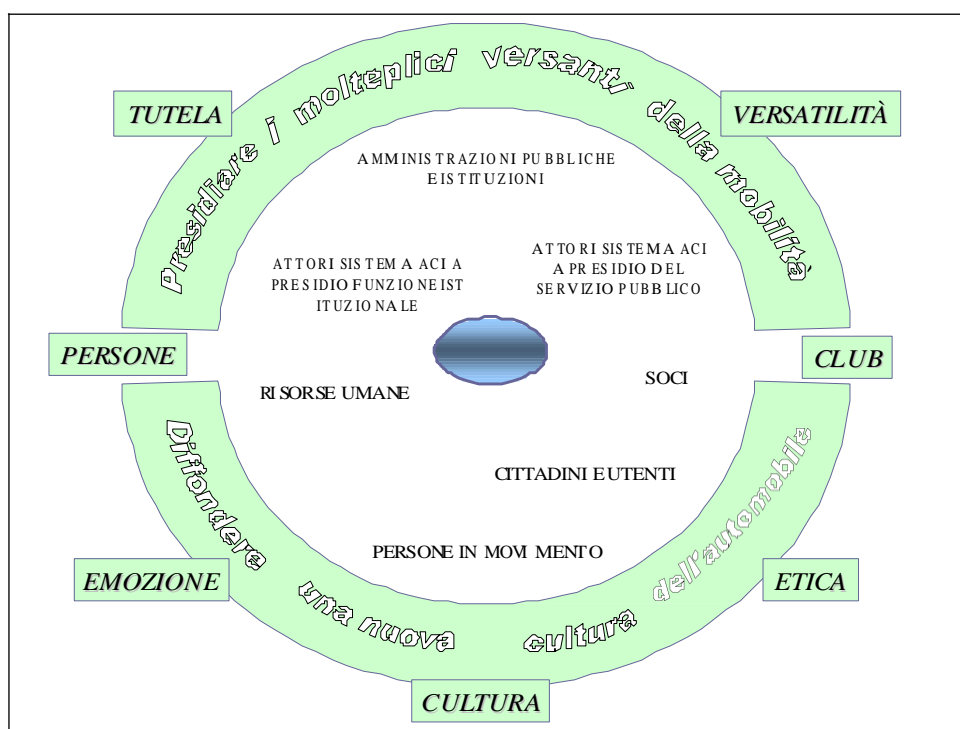 Presidiare i molteplici versanti della mobilità
TUTELA
VERSATILITÀ
AMMINISTRAZIONI PUBBLICHE
E ISTITUZIONI
ATTORI SISTEMA ACI A
PRESIDIO FUNZIONE IST
ITUZIONALE
ATTORI SISTEMA ACI
A PRESIDIO DEL
SERVIZIO PUBBLICO
PERSONE
CLUB
RISORSE UMANE
SOCI
CITTADINI E UTENTI
PERSONE IN MOVIMENTO
EMOZIONE
ETICA
Diffondere una nuova cultura dell'automobile
CULTURA